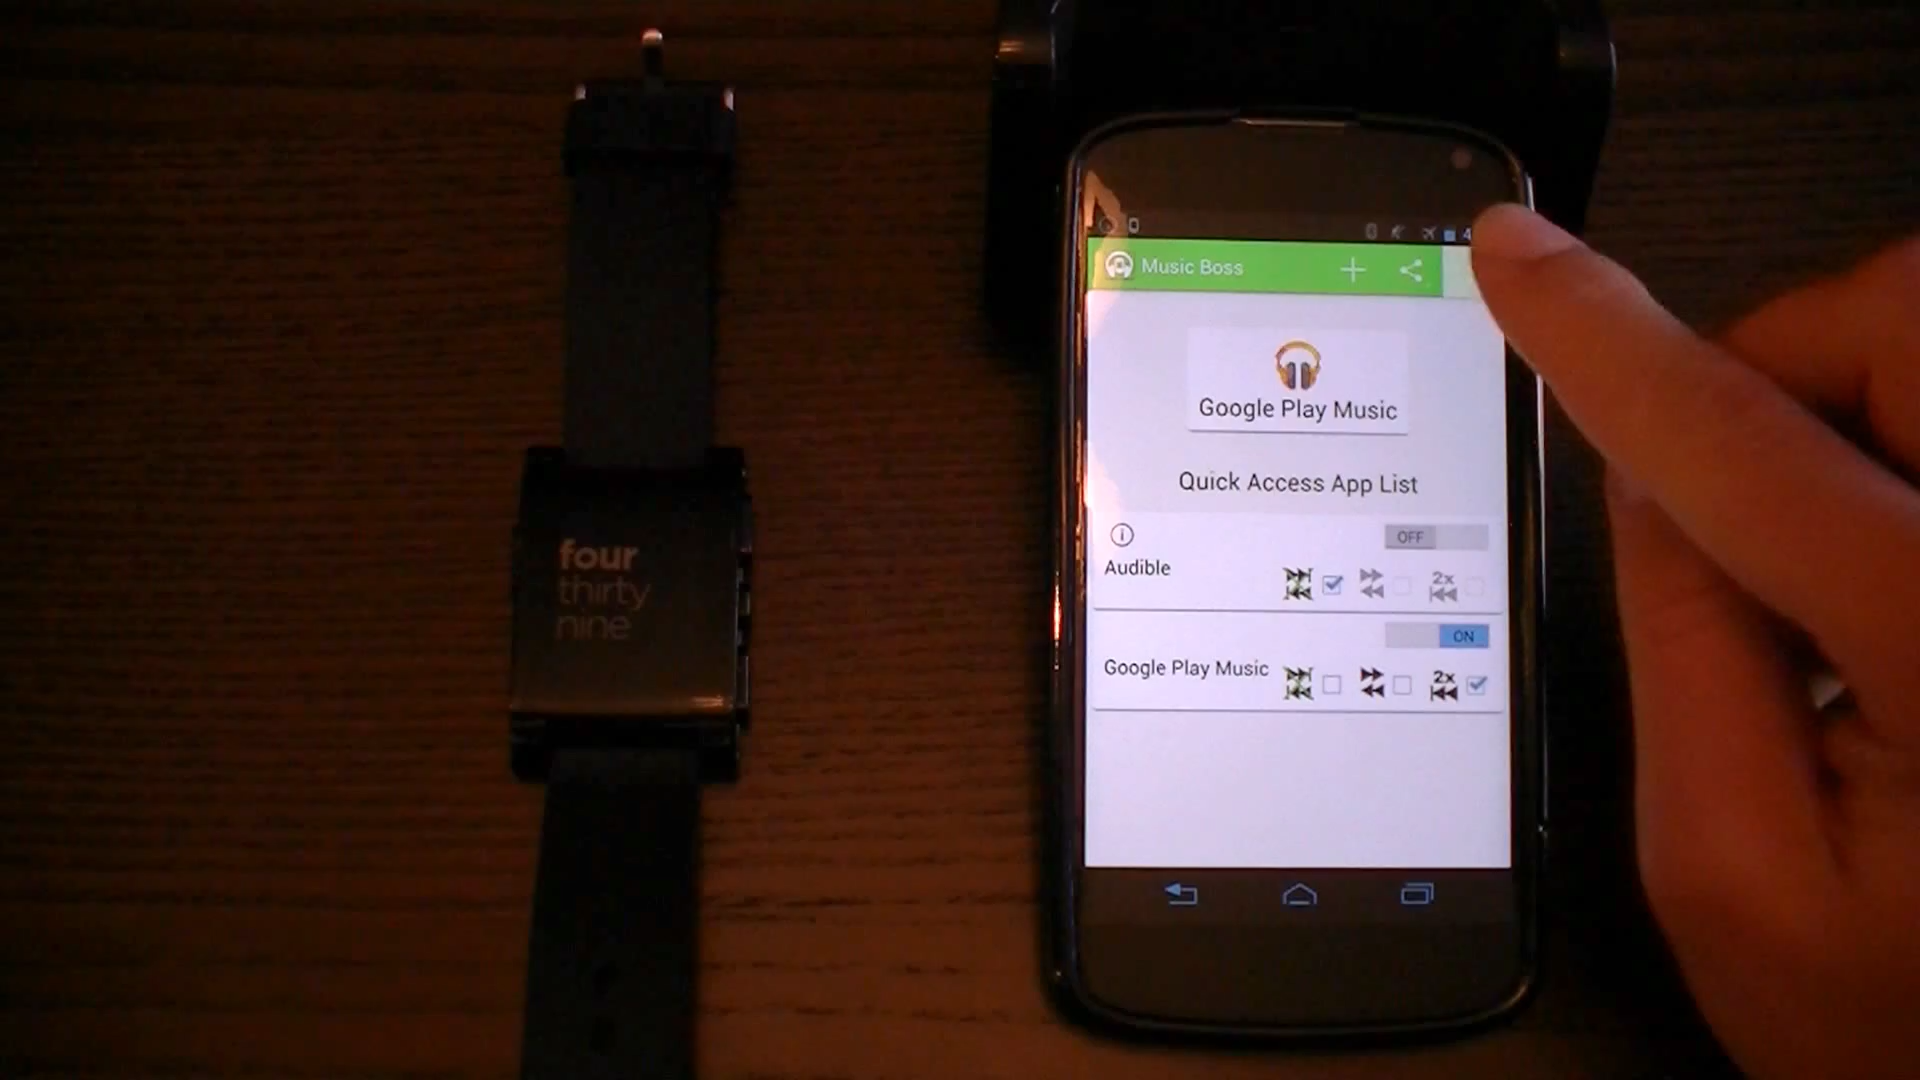 four
thirty
nine
4
Music Boss
Google Play Music
Quick Access App List
OFF
Audible
2x
ON
Google Play Music
2x